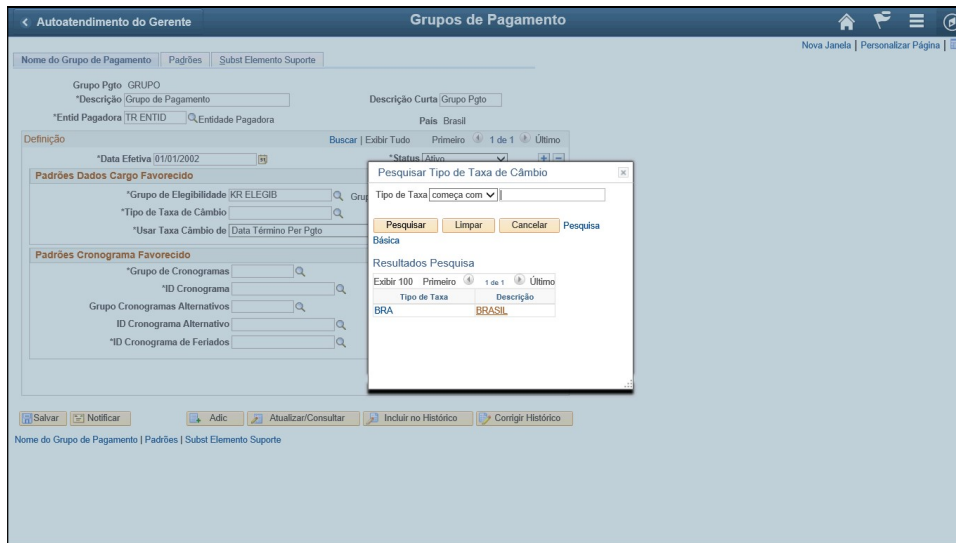 Autoatendimento do Gerente
Grupos de Pagamento
Nova Janela | Personalizar Página |
Nome do Grupo de Pagamento Padrões Subst Elemento Suporte
Grupo Pgto GRUPO
*Descrição Grupo de Pagamento Descrição Curta Grupo Pgto
*Entid Pagadora TR ENTID Entidade Pagadora País Brasil
Definição Buscar | Exibir Tudo Primeiro 1 de 1 Último
*Data Efetiva 01/01/2002 *Status Ativo
Padrões Dados Cargo Favorecido
*Grupo de Elegibilidade KR ELEGIB Grup
*Tipo de Taxa de Câmbio
*Usar Taxa Câmbio de Data Término Per Pgto
Padrões Cronograma Favorecido
*Grupo de Cronogramas
*ID Cronograma
Grupo Cronogramas Alternativos
ID Cronograma Alternativo
*ID Cronograma de Feriados
Pesquisar Tipo de Taxa de Câmbio
Tipo de Taxa começa com
Pesquisar Limpar Cancelar Pesquisa
Básica
Resultados Pesquisa
Exibir 100 Primeiro 1 de 1 Último
Tipo de Taxa Descrição
BRA BRASIL
Salvar Notificar Adic Atualizar/Consultar Incluir no Histórico Corrigir Histórico
Nome do Grupo de Pagamento | Padrões | Subst Elemento Suporte